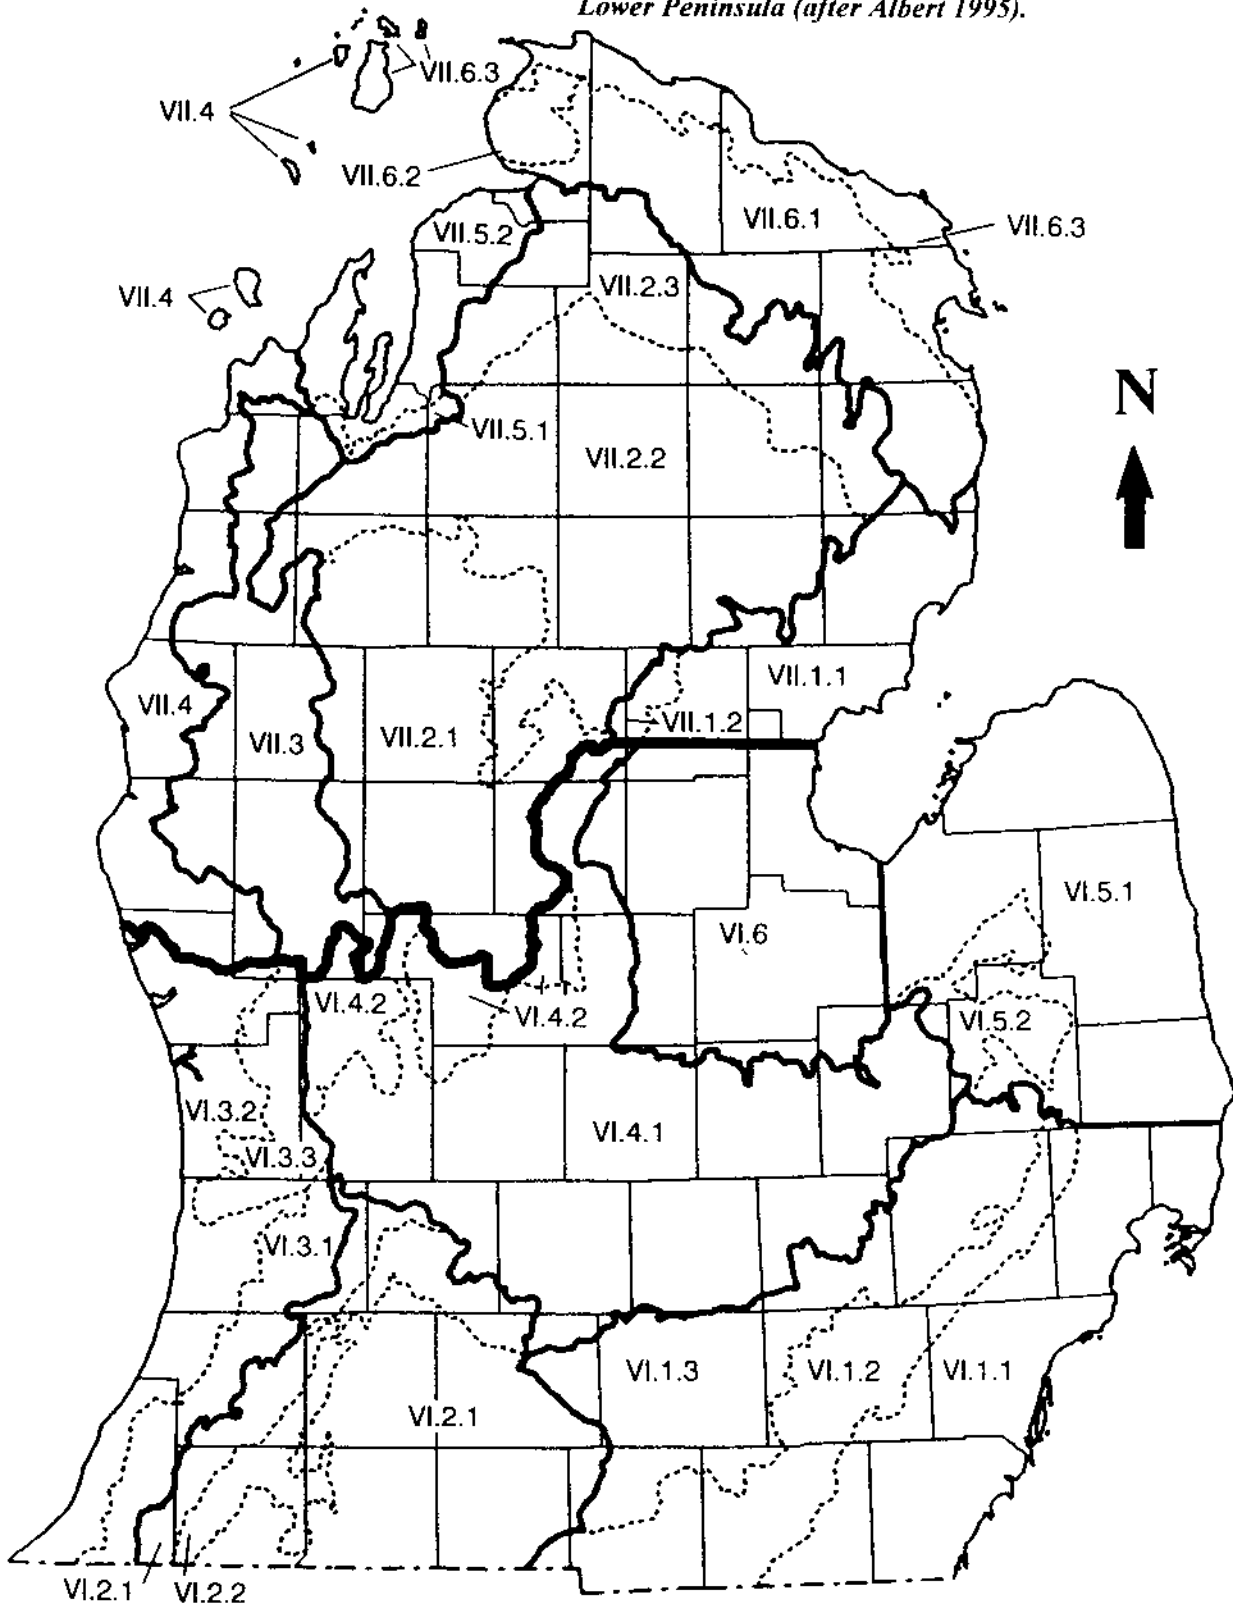 Lower Peninsula (after Albert 1995).
VII.6.3
VII.4
VII.6.2
VII.6.1
VII.6.3
VII.5.2
VII.2.3
VII.4
N
VII.5.1
VII.2.2
VII.1.1
VII.4
VII.1.2
VII.3
VII.2.1
VI.5.1
VI.6
VI.4.2
VI.4.2
VI.5.2
VI.3.2
VI.4.1
VI.3.3
VI.3.1
VI.1.3
VI.1.2
VI.1.1
VI.2.1
VI.2.1
VI.2.2